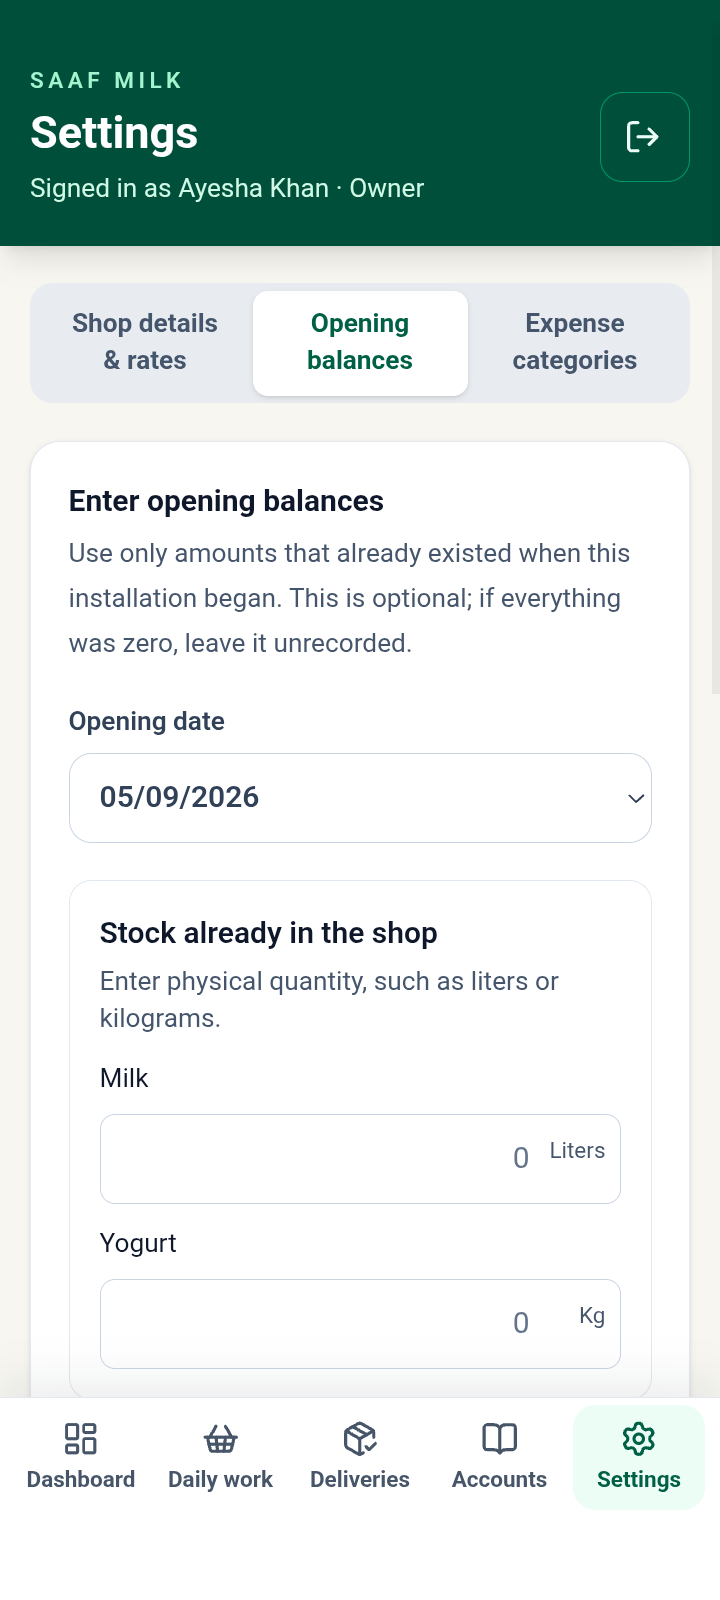 SAAF MILK
Settings
Signed in as Ayesha Khan · Owner
Shop details
& rates
Opening
balances
Expense
categories
Enter opening balances
Use only amounts that already existed when this
installation began. This is optional; if everything
was zero, leave it unrecorded.
Opening date
05/09/2026
Stock already in the shop
Enter physical quantity, such as liters or
kilograms.
Milk
0 Liters
Yogurt
0 Kg
Dashboard
Daily work
Deliveries
Accounts
Settings